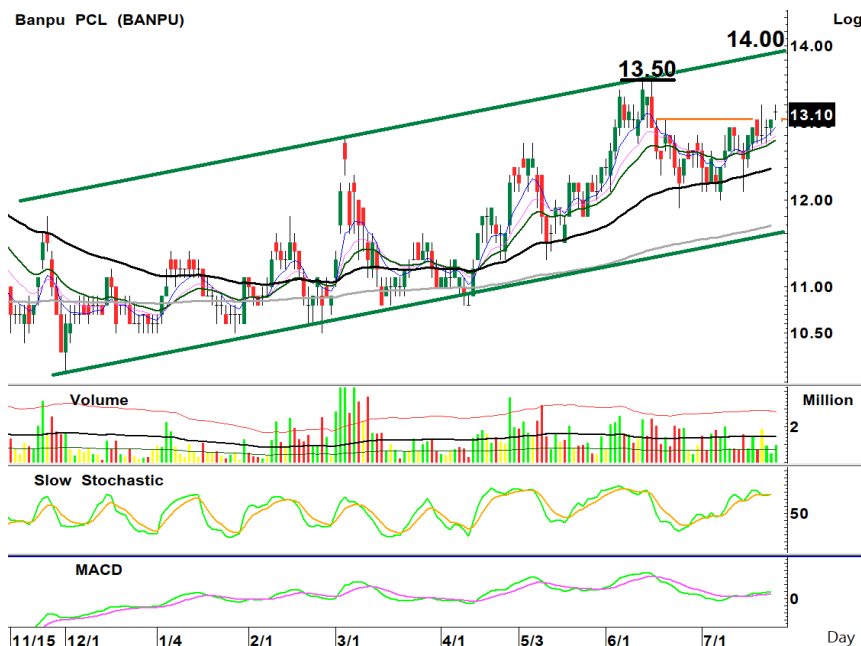 Banpu PCL (BANPU) Log
14.00
14.00
13.50
13.10
12.00
11.00
10.50
Volume Million
2
Slow Stochastic
50
MACD
0
11/15 12/1 1/4 2/1 3/1 4/1 5/3 6/1 7/1 Day